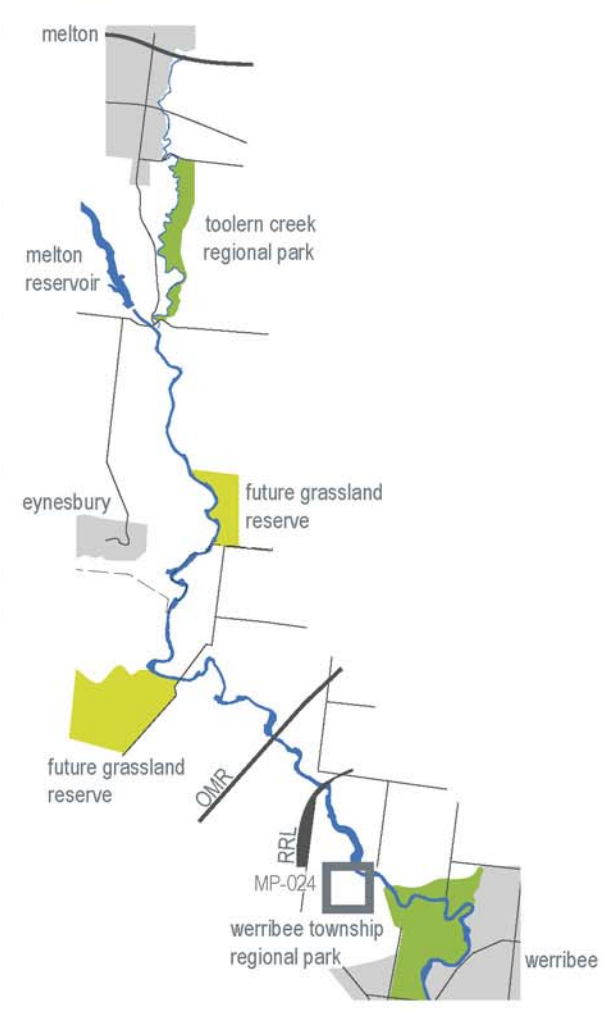 melton
toolern creek
regional park
melton
reservoir
future grassland
reserve
eynesbury
future grassland
reserve
OMR
RRL
MP-024
werribee township
regional park
werribee